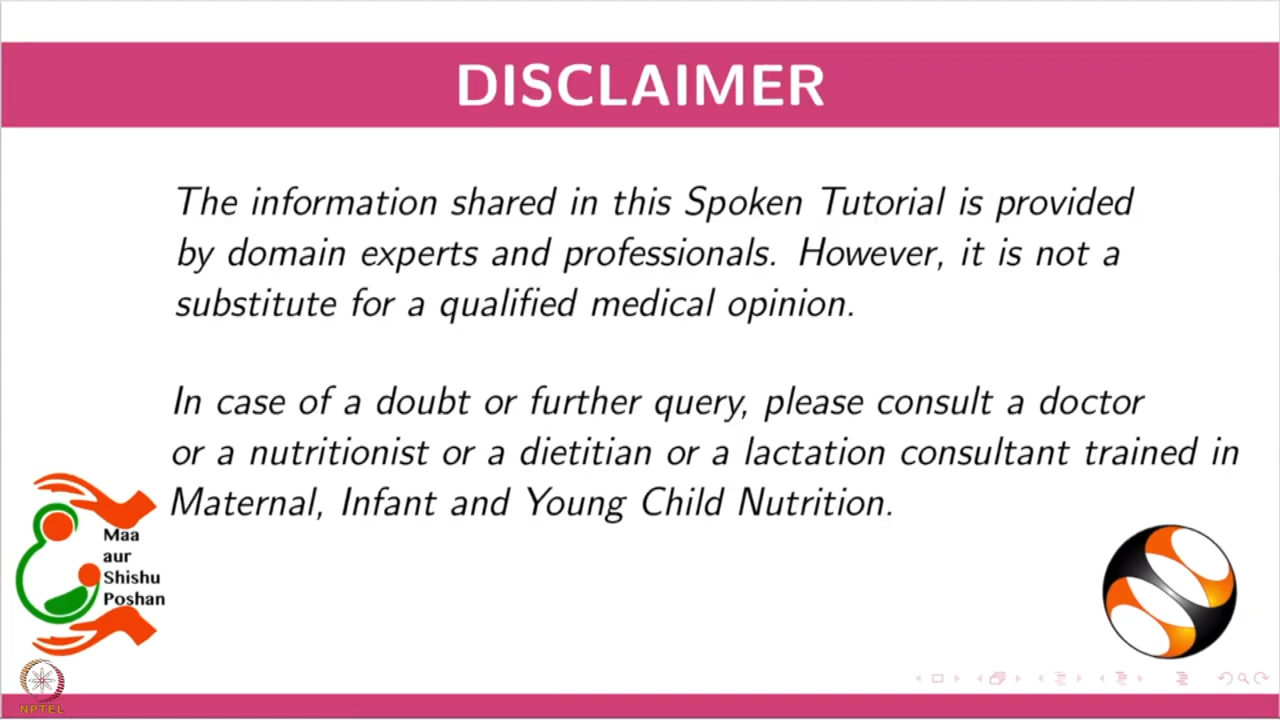 DISCLAIMER
The information shared in this Spoken Tutorial is provided
by domain experts and professionals. However, it is not a
substitute for a qualified medical opinion.
In case of a doubt or further query, please consult a doctor
or a nutritionist or a dietitian or a lactation consultant trained in
Maternal, Infant and Young Child Nutrition.
Maa
aur
Shishu
Poshan
NPTEL